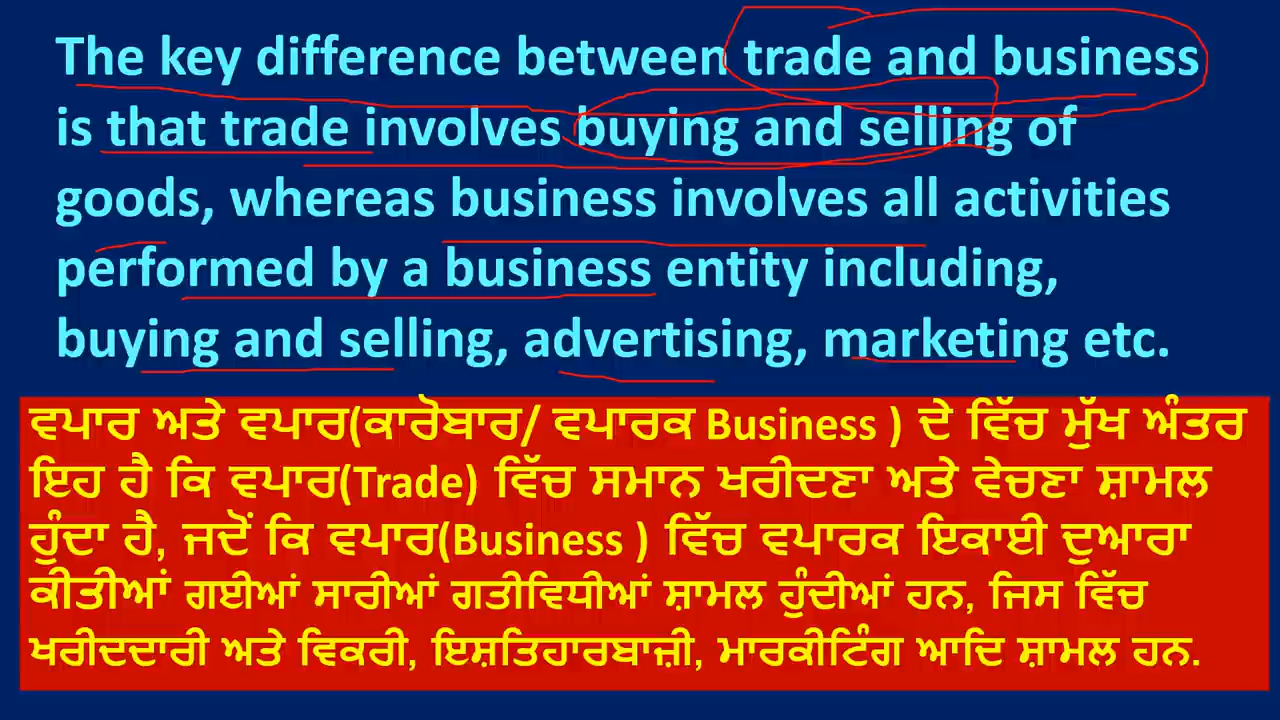 The key difference between trade and business
is that trade involves buying and selling of
goods, whereas business involves all activities
performed by a business entity including,
buying and selling, advertising, marketing etc.
ਵਪਾਰ ਅਤੇ ਵਪਾਰ(ਕਾਰੋਬਾਰ/ ਵਪਾਰਕ Business ) ਦੇ ਵਿੱਚ ਮੁੱਖ ਅੰਤਰ
ਇਹ ਹੈ ਕਿ ਵਪਾਰ(Trade) ਵਿੱਚ ਸਮਾਨ ਖਰੀਦਣਾ ਅਤੇ ਵੇਚਣਾ ਸ਼ਾਮਲ
ਹੁੰਦਾ ਹੈ, ਜਦੋਂ ਕਿ ਵਪਾਰ(Business ) ਵਿੱਚ ਵਪਾਰਕ ਇਕਾਈ ਦੁਆਰਾ
ਕੀਤੀਆਂ ਗਈਆਂ ਸਾਰੀਆਂ ਗਤੀਵਿਧੀਆਂ ਸ਼ਾਮਲ ਹੁੰਦੀਆਂ ਹਨ, ਜਿਸ ਵਿੱਚ
ਖਰੀਦਦਾਰੀ ਅਤੇ ਵਿਕਰੀ, ਇਸ਼ਤਿਹਾਰਬਾਜ਼ੀ, ਮਾਰਕੀਟਿੰਗ ਆਦਿ ਸ਼ਾਮਲ ਹਨ.